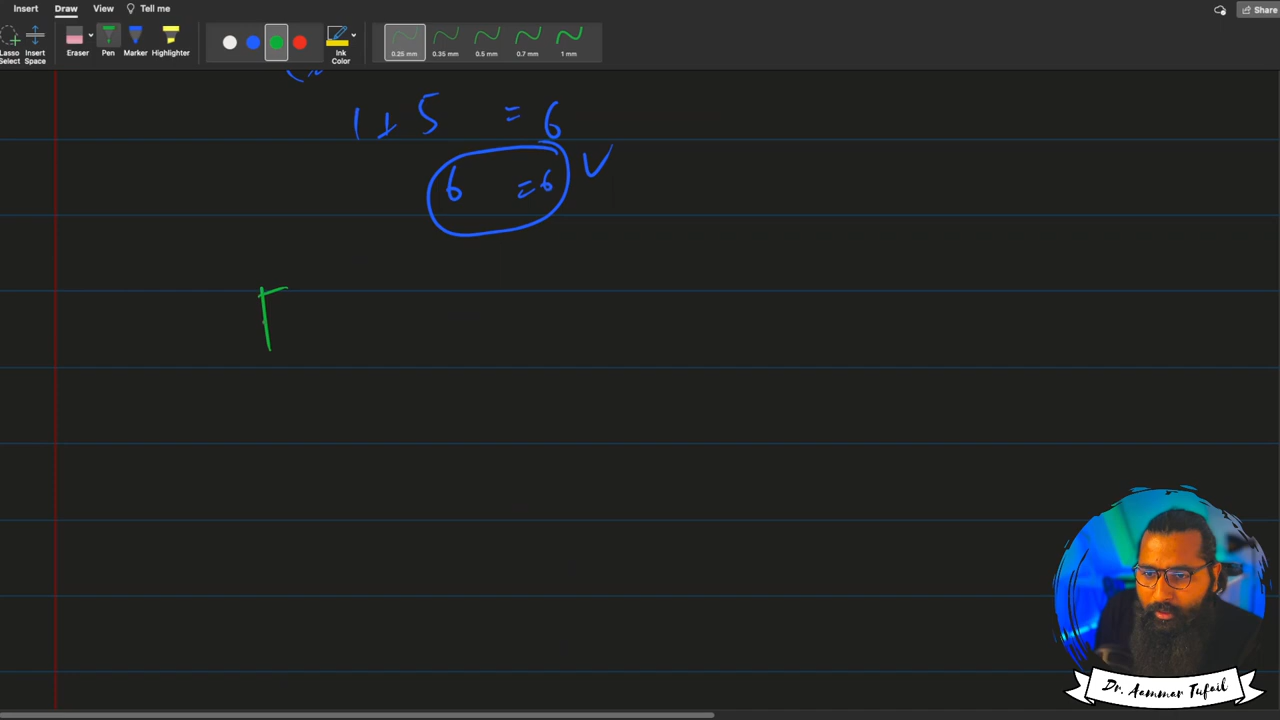 Insert Draw View Tell me
Share
Lasso Select
Insert Space
Eraser
Pen
Marker
Highlighter
Ink Color
0.25 mm
0.35 mm
0.5 mm
0.7 mm
1 mm
1 + 5 = 6
6 = 6
Dr. Aammar Tufail